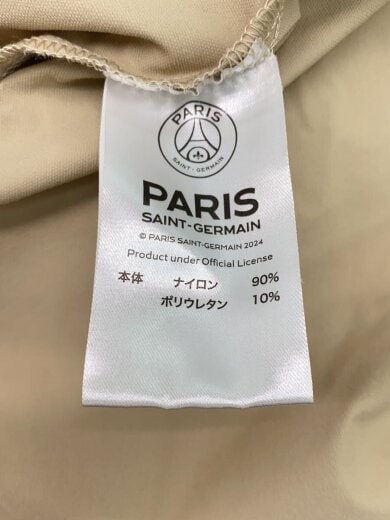 PARIS
SAINT-GERMAIN
PARIS
SAINT-GERMAIN
© PARIS SAINT-GERMAIN 2024
Product under Official License
本体 ナイロン 90%
ポリウレタン 10%